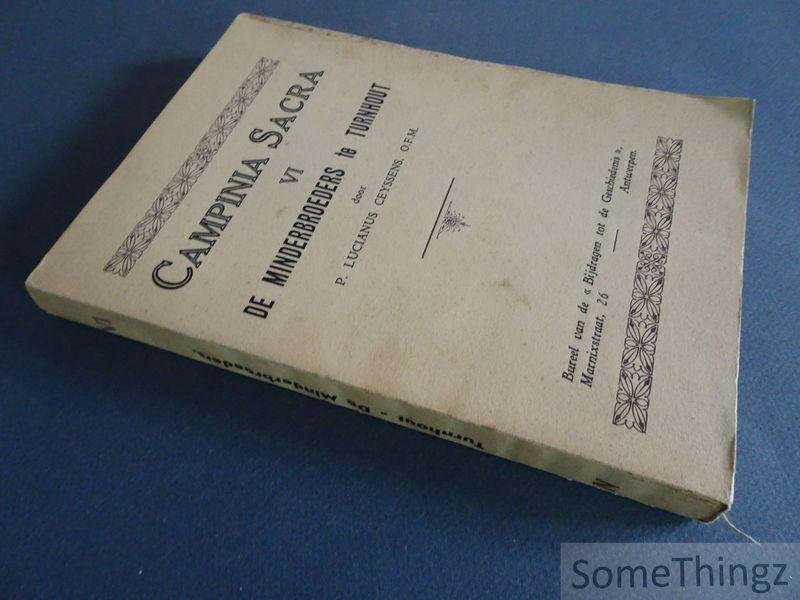 CAMPINIA SACRA
VI
DE MINDERBROEDERS te TURNHOUT
door
P. LUCIANUS CEYSSENS, O.F.M.
Bureel van de « Bijdragen tot de Geschiedenis »,
Marnixstraat, 26 — Antwerpen.
VI
Turnhout - De Minderbroeders.
SomeThingz